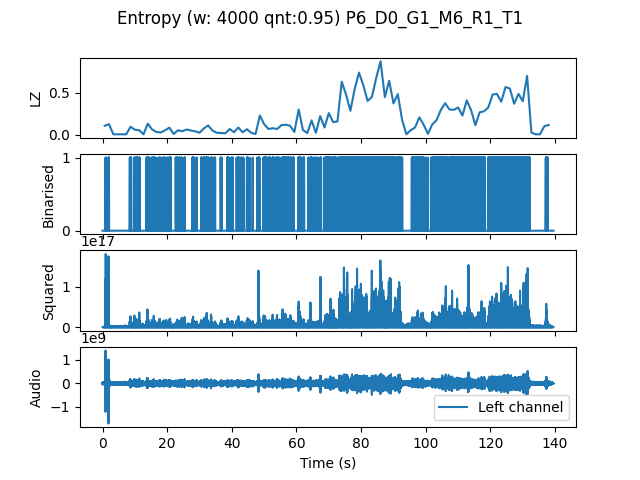 Entropy (w: 4000 qnt:0.95) P6_D0_G1_M6_R1_T1
LZ
0.5
0.0
Binarised
1
0
1e17
Squared
1
0
1e9
Audio
1
0
−1
Left channel
0 20 40 60 80 100 120 140
Time (s)